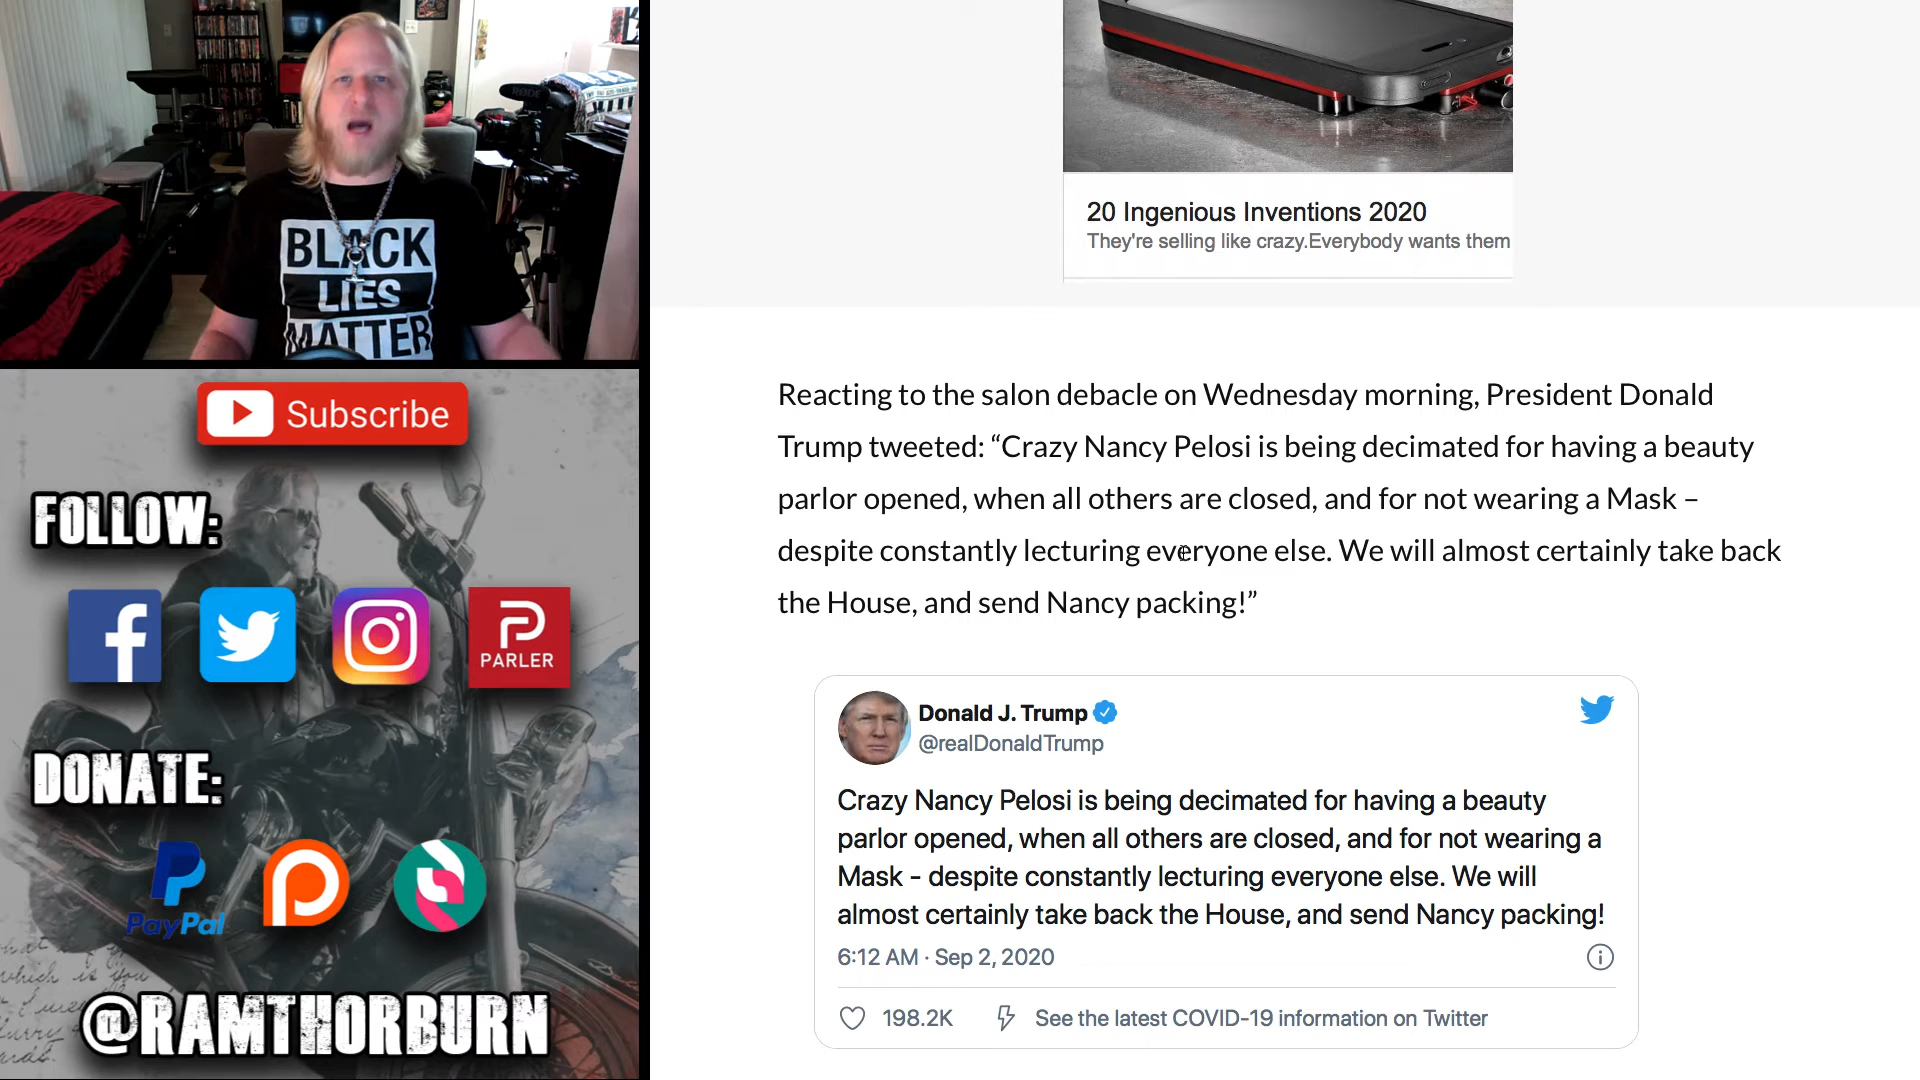 BLACK
LIES
MATTER
RØDE
Subscribe
FOLLOW:
PARLER
DONATE:
PayPal
@RAMTHORBURN
20 Ingenious Inventions 2020
They're selling like crazy.Everybody wants them
Reacting to the salon debacle on Wednesday morning, President Donald
Trump tweeted: “Crazy Nancy Pelosi is being decimated for having a beauty
parlor opened, when all others are closed, and for not wearing a Mask –
despite constantly lecturing everyone else. We will almost certainly take back
the House, and send Nancy packing!”
Donald J. Trump
@realDonaldTrump
Crazy Nancy Pelosi is being decimated for having a beauty
parlor opened, when all others are closed, and for not wearing a
Mask - despite constantly lecturing everyone else. We will
almost certainly take back the House, and send Nancy packing!
6:12 AM · Sep 2, 2020
198.2K
See the latest COVID-19 information on Twitter